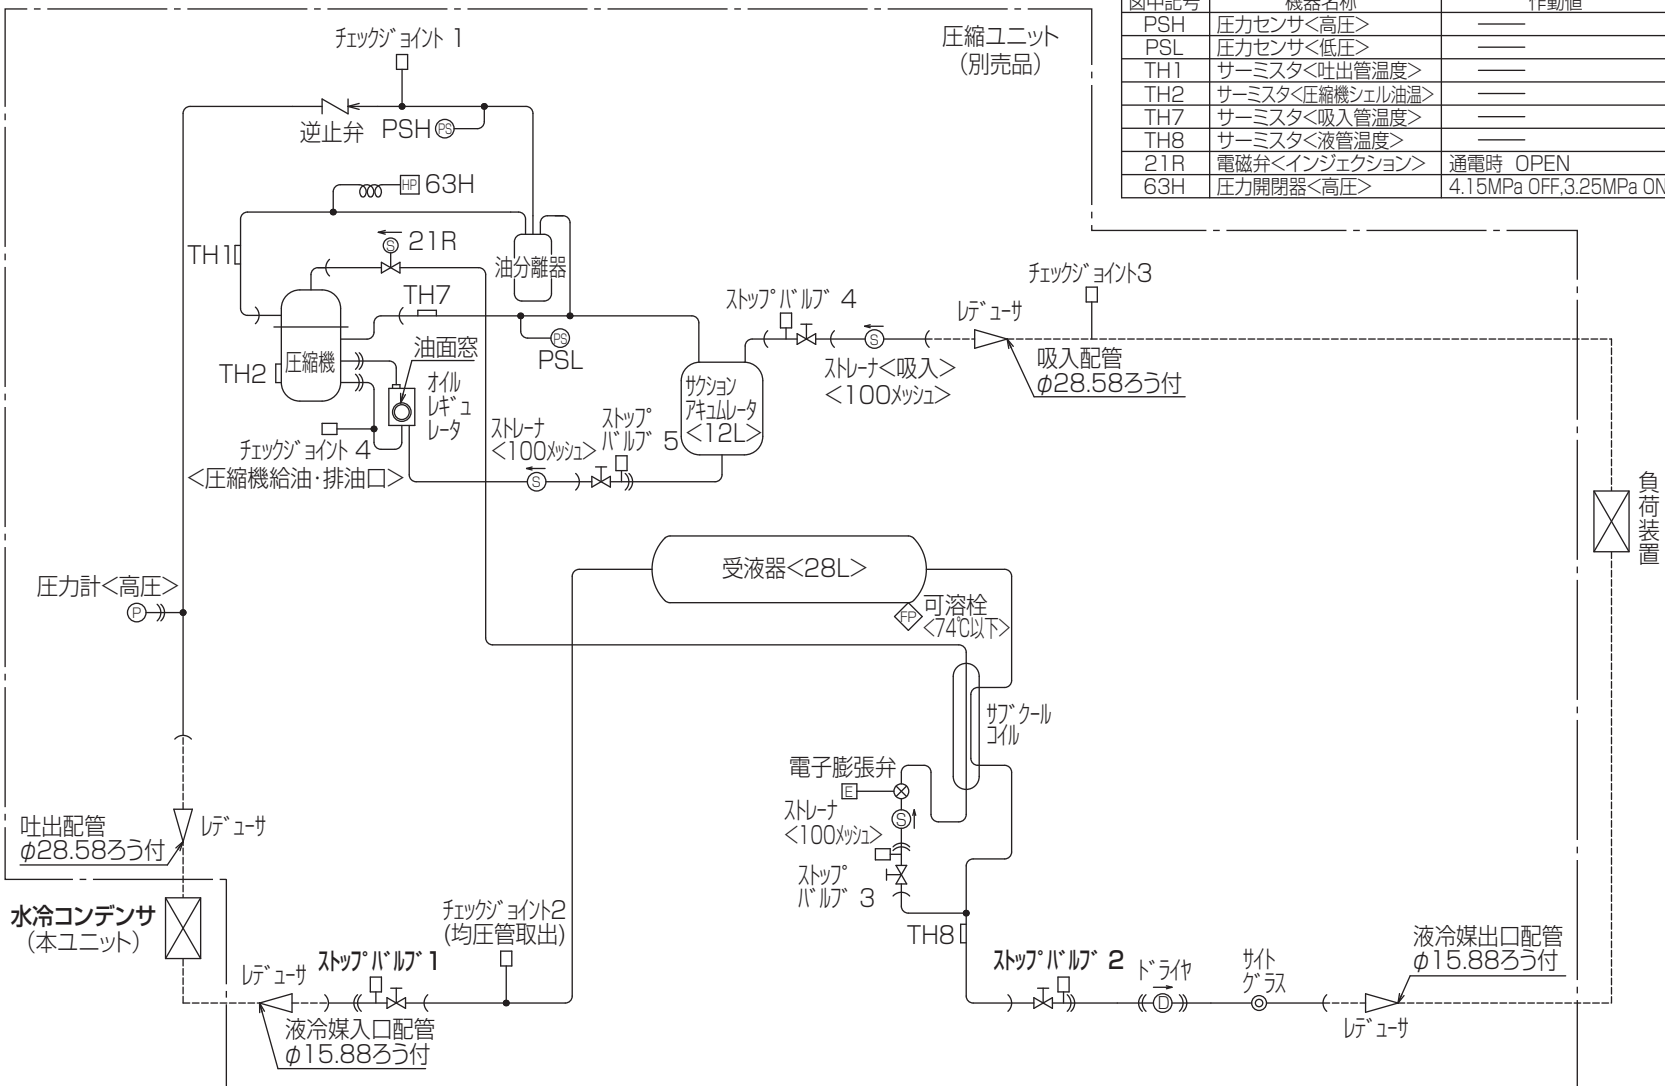 図中記号 機器名称 作動値
PSH 圧力センサ<高圧> ——
PSL 圧力センサ<低圧> ——
TH1 サーミスタ<吐出管温度> ——
TH2 サーミスタ<圧縮機シェル油温> ——
TH7 サーミスタ<吸入管温度> ——
TH8 サーミスタ<液管温度> ——
21R 電磁弁<インジェクション> 通電時 OPEN
63H 圧力開閉器<高圧> 4.15MPa OFF,3.25MPa ON
圧縮ユニット
(別売品)
チェックジョイント 1
逆止弁
PSH
PS
HP
63H
TH1
S
21R
油分離器
TH7
PS
PSL
圧縮機
TH2
油面窓
オイル
レギュ
レータ
チェックジョイント 4
<圧縮機給油・排油口>
ストレーナ
<100メッシュ>
S
ストップ
バルブ 5
サクション
アキュムレータ
<12L>
ストップバルブ 4
S
ストレーナ<吸入>
<100メッシュ>
レデューサ
チェックジョイント3
吸入配管
φ28.58ろう付
負荷装置
圧力計<高圧>
P
受液器<28L>
FP
可溶栓
<74℃以下>
サブクール
コイル
電子膨張弁
E
ストレーナ
<100メッシュ>
S
ストップ
バルブ 3
TH8
吐出配管
φ28.58ろう付
レデューサ
水冷コンデンサ
(本ユニット)
レデューサ
ストップバルブ 1
チェックジョイント2
(均圧管取出)
液冷媒入口配管
φ15.88ろう付
ストップバルブ 2
ドライヤ
D
サイト
グラス
液冷媒出口配管
φ15.88ろう付
レデューサ